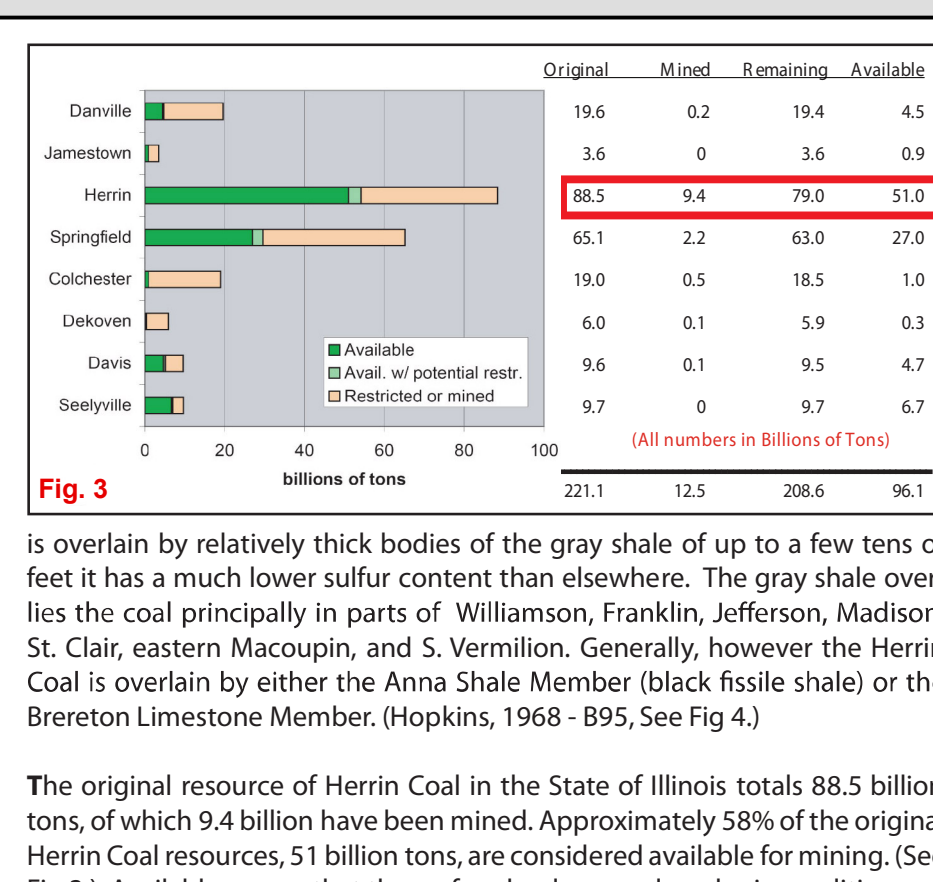 Original Mined Remaining Available
Danville 19.6 0.2 19.4 4.5
Jamestown 3.6 0 3.6 0.9
Herrin 88.5 9.4 79.0 51.0
Springfield 65.1 2.2 63.0 27.0
Colchester 19.0 0.5 18.5 1.0
Dekoven 6.0 0.1 5.9 0.3
Davis 9.6 0.1 9.5 4.7
Seelyville 9.7 0 9.7 6.7
Available
Avail. w/ potential restr.
Restricted or mined
(All numbers in Billions of Tons)
0 20 40 60 80 100
billions of tons
Fig. 3
221.1 12.5 208.6 96.1
is overlain by relatively thick bodies of the gray shale of up to a few tens o
feet it has a much lower sulfur content than elsewhere. The gray shale over
lies the coal principally in parts of Williamson, Franklin, Jefferson, Madison
St. Clair, eastern Macoupin, and S. Vermilion. Generally, however the Herrin
Coal is overlain by either the Anna Shale Member (black fissile shale) or the
Brereton Limestone Member. (Hopkins, 1968 - B95, See Fig 4.)
The original resource of Herrin Coal in the State of Illinois totals 88.5 billion
tons, of which 9.4 billion have been mined. Approximately 58% of the origina
Herrin Coal resources, 51 billion tons, are considered available for mining. (See